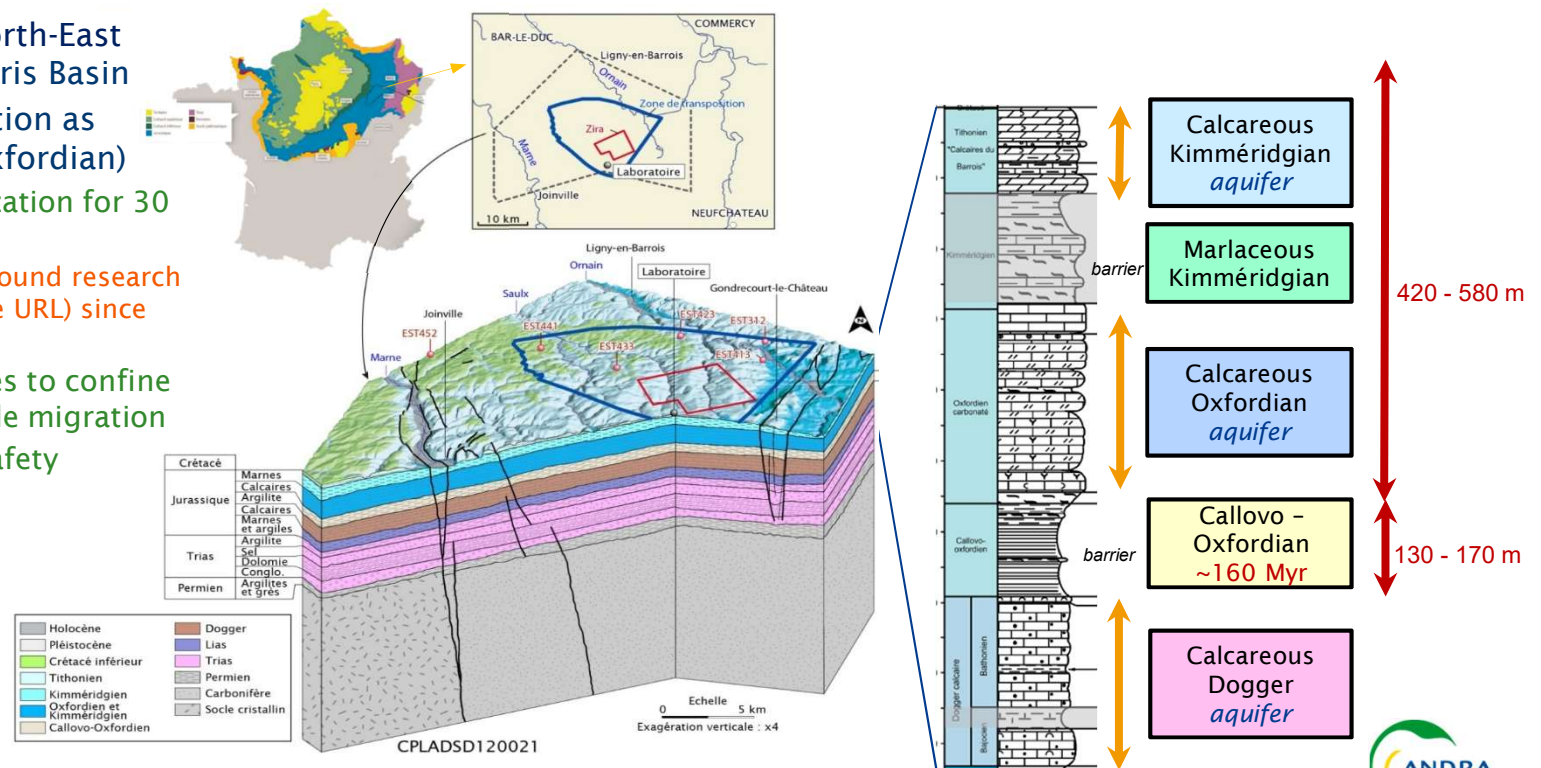 orth-East
ris Basin
tion as
xfordian)
ation for 30
ound research
e URL) since
es to confine
le migration
afety
COMMERCY
BAR-LE-DUC
Ligny-en-Barrois
Ornain
Zone de transposition
Zira
Marne
Laboratoire
Joinville
NEUFCHATEAU
10 km
Ligny-en-Barrois
Ornain
Laboratoire
Saulx
Gondrecourt-le-Château
Joinville
EST423
EST312
EST441
EST452
EST433
EST413
Marne
Crétacé
Jurassique
Trias
Permien
Marnes
Calcaires
Argilite
Calcaires
Marnes
et argiles
Argilite
Sel
Dolomie
Conglo.
Argilites
et grès
Holocène
Pléistocène
Crétacé inférieur
Tithonien
Kimméridgien
Oxfordien et
Kimméridgien
Callovo-Oxfordien
Dogger
Lias
Trias
Permien
Carbonifère
Socle cristallin
Echelle
0 5 km
Exagération verticale : x4
CPLADSD120021
Tithonien
"Calcaires du
Barrois"
Kimméridgien
Oxfordien
carbonaté
Callovo-
oxfordien
Dogger calcaire
Bathonien
Bajocien
barrier
barrier
Calcareous
Kimméridgian
aquifer
Marlaceous
Kimméridgian
Calcareous
Oxfordian
aquifer
Callovo –
Oxfordian
~160 Myr
Calcareous
Dogger
aquifer
420 - 580 m
130 - 170 m
ANDRA